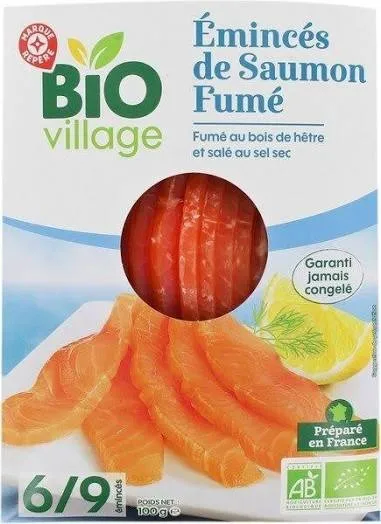 MARQUE
REPÈRE
BIO
village
Émincés
de Saumon
Fumé
Fumé au bois de hêtre
et salé au sel sec
Garanti
jamais
congelé
Préparé
en France
6/9
émincés
POIDS NET
100g
AB
AGRICULTURE
BIOLOGIQUE